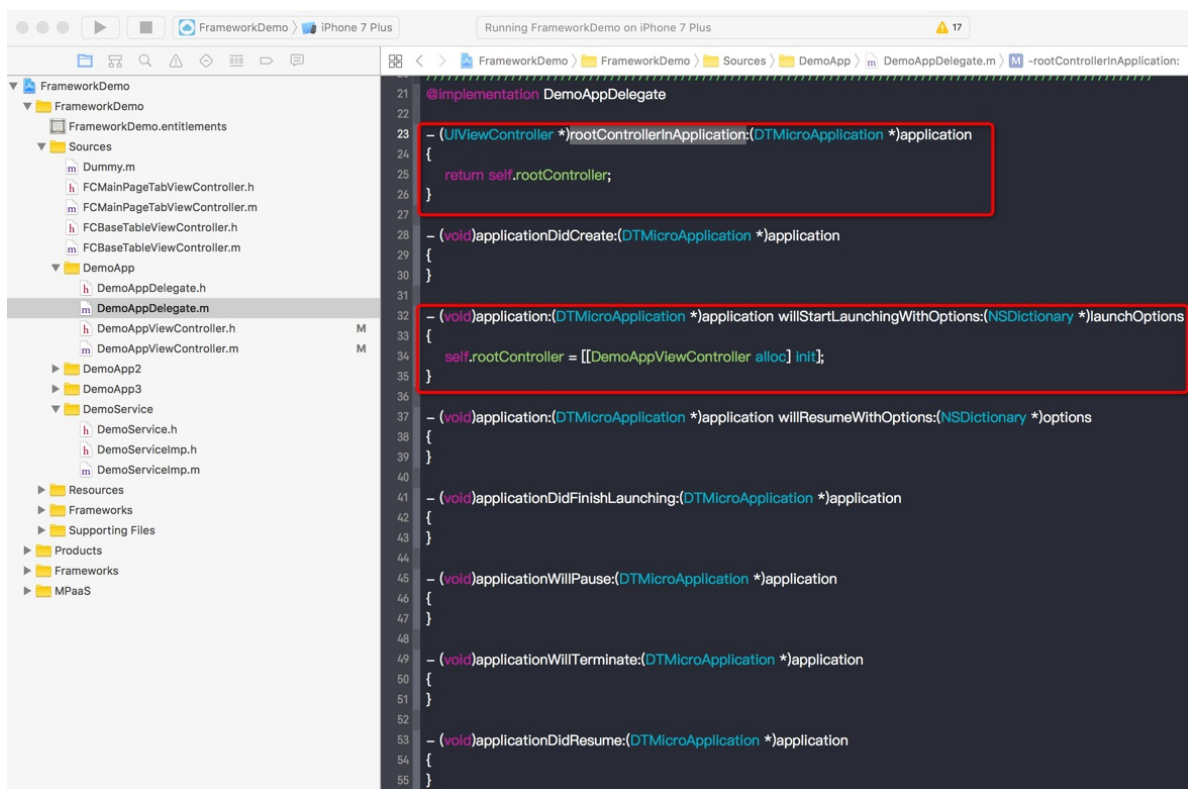 FrameworkDemo 〉 iPhone 7 Plus
Running FrameworkDemo on iPhone 7 Plus
17
FrameworkDemo 〉 FrameworkDemo 〉 Sources 〉 DemoApp 〉 m DemoAppDelegate.m 〉 M -rootControllerInApplication:
FrameworkDemo
FrameworkDemo
FrameworkDemo.entitlements
Sources
m Dummy.m
h FCMainPageTabViewController.h
m FCMainPageTabViewController.m
h FCBaseTableViewController.h
m FCBaseTableViewController.m
DemoApp
h DemoAppDelegate.h
m DemoAppDelegate.m
h DemoAppViewController.h M
m DemoAppViewController.m M
DemoApp2
DemoApp3
DemoService
h DemoService.h
h DemoServiceImp.h
m DemoServiceImp.m
Resources
Frameworks
Supporting Files
Products
Frameworks
MPaaS
21 @implementation DemoAppDelegate
22
23 – (UIViewController *)rootControllerInApplication:(DTMicroApplication *)application
24 {
25 return self.rootController;
26 }
27
28 – (void)applicationDidCreate:(DTMicroApplication *)application
29 {
30 }
31
32 – (void)application:(DTMicroApplication *)application willStartLaunchingWithOptions:(NSDictionary *)launchOptions
33 {
34 self.rootController = [[DemoAppViewController alloc] init];
35 }
36
37 – (void)application:(DTMicroApplication *)application willResumeWithOptions:(NSDictionary *)options
38 {
39 }
40
41 – (void)applicationDidFinishLaunching:(DTMicroApplication *)application
42 {
43 }
44
45 – (void)applicationWillPause:(DTMicroApplication *)application
46 {
47 }
48
49 – (void)applicationWillTerminate:(DTMicroApplication *)application
50 {
51 }
52
53 – (void)applicationDidResume:(DTMicroApplication *)application
54 {
55 }